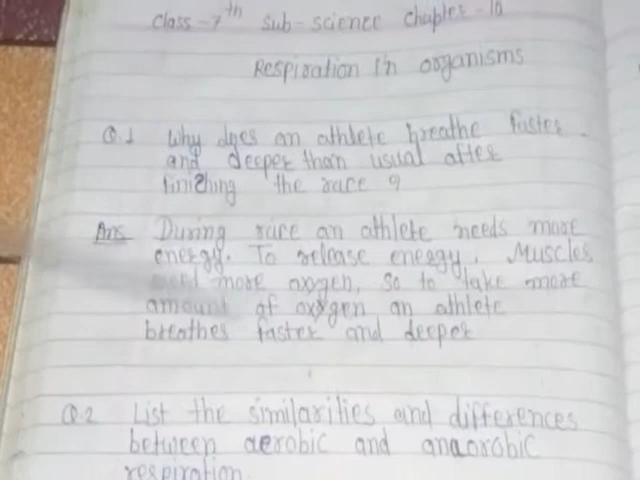 Class - 7th Sub - science Chapter - 10
Respiration in organisms
Q.1 Why does an athlete breathe faster
and deeper than usual after
finishing the race ?
Ans During race an athlete needs more
energy. To release energy. Muscles
need more oxygen, so to take more
amount of oxygen an athlete
breathes faster and deeper
Q.2 List the similarities and differences
between aerobic and anaorobic
respiration.